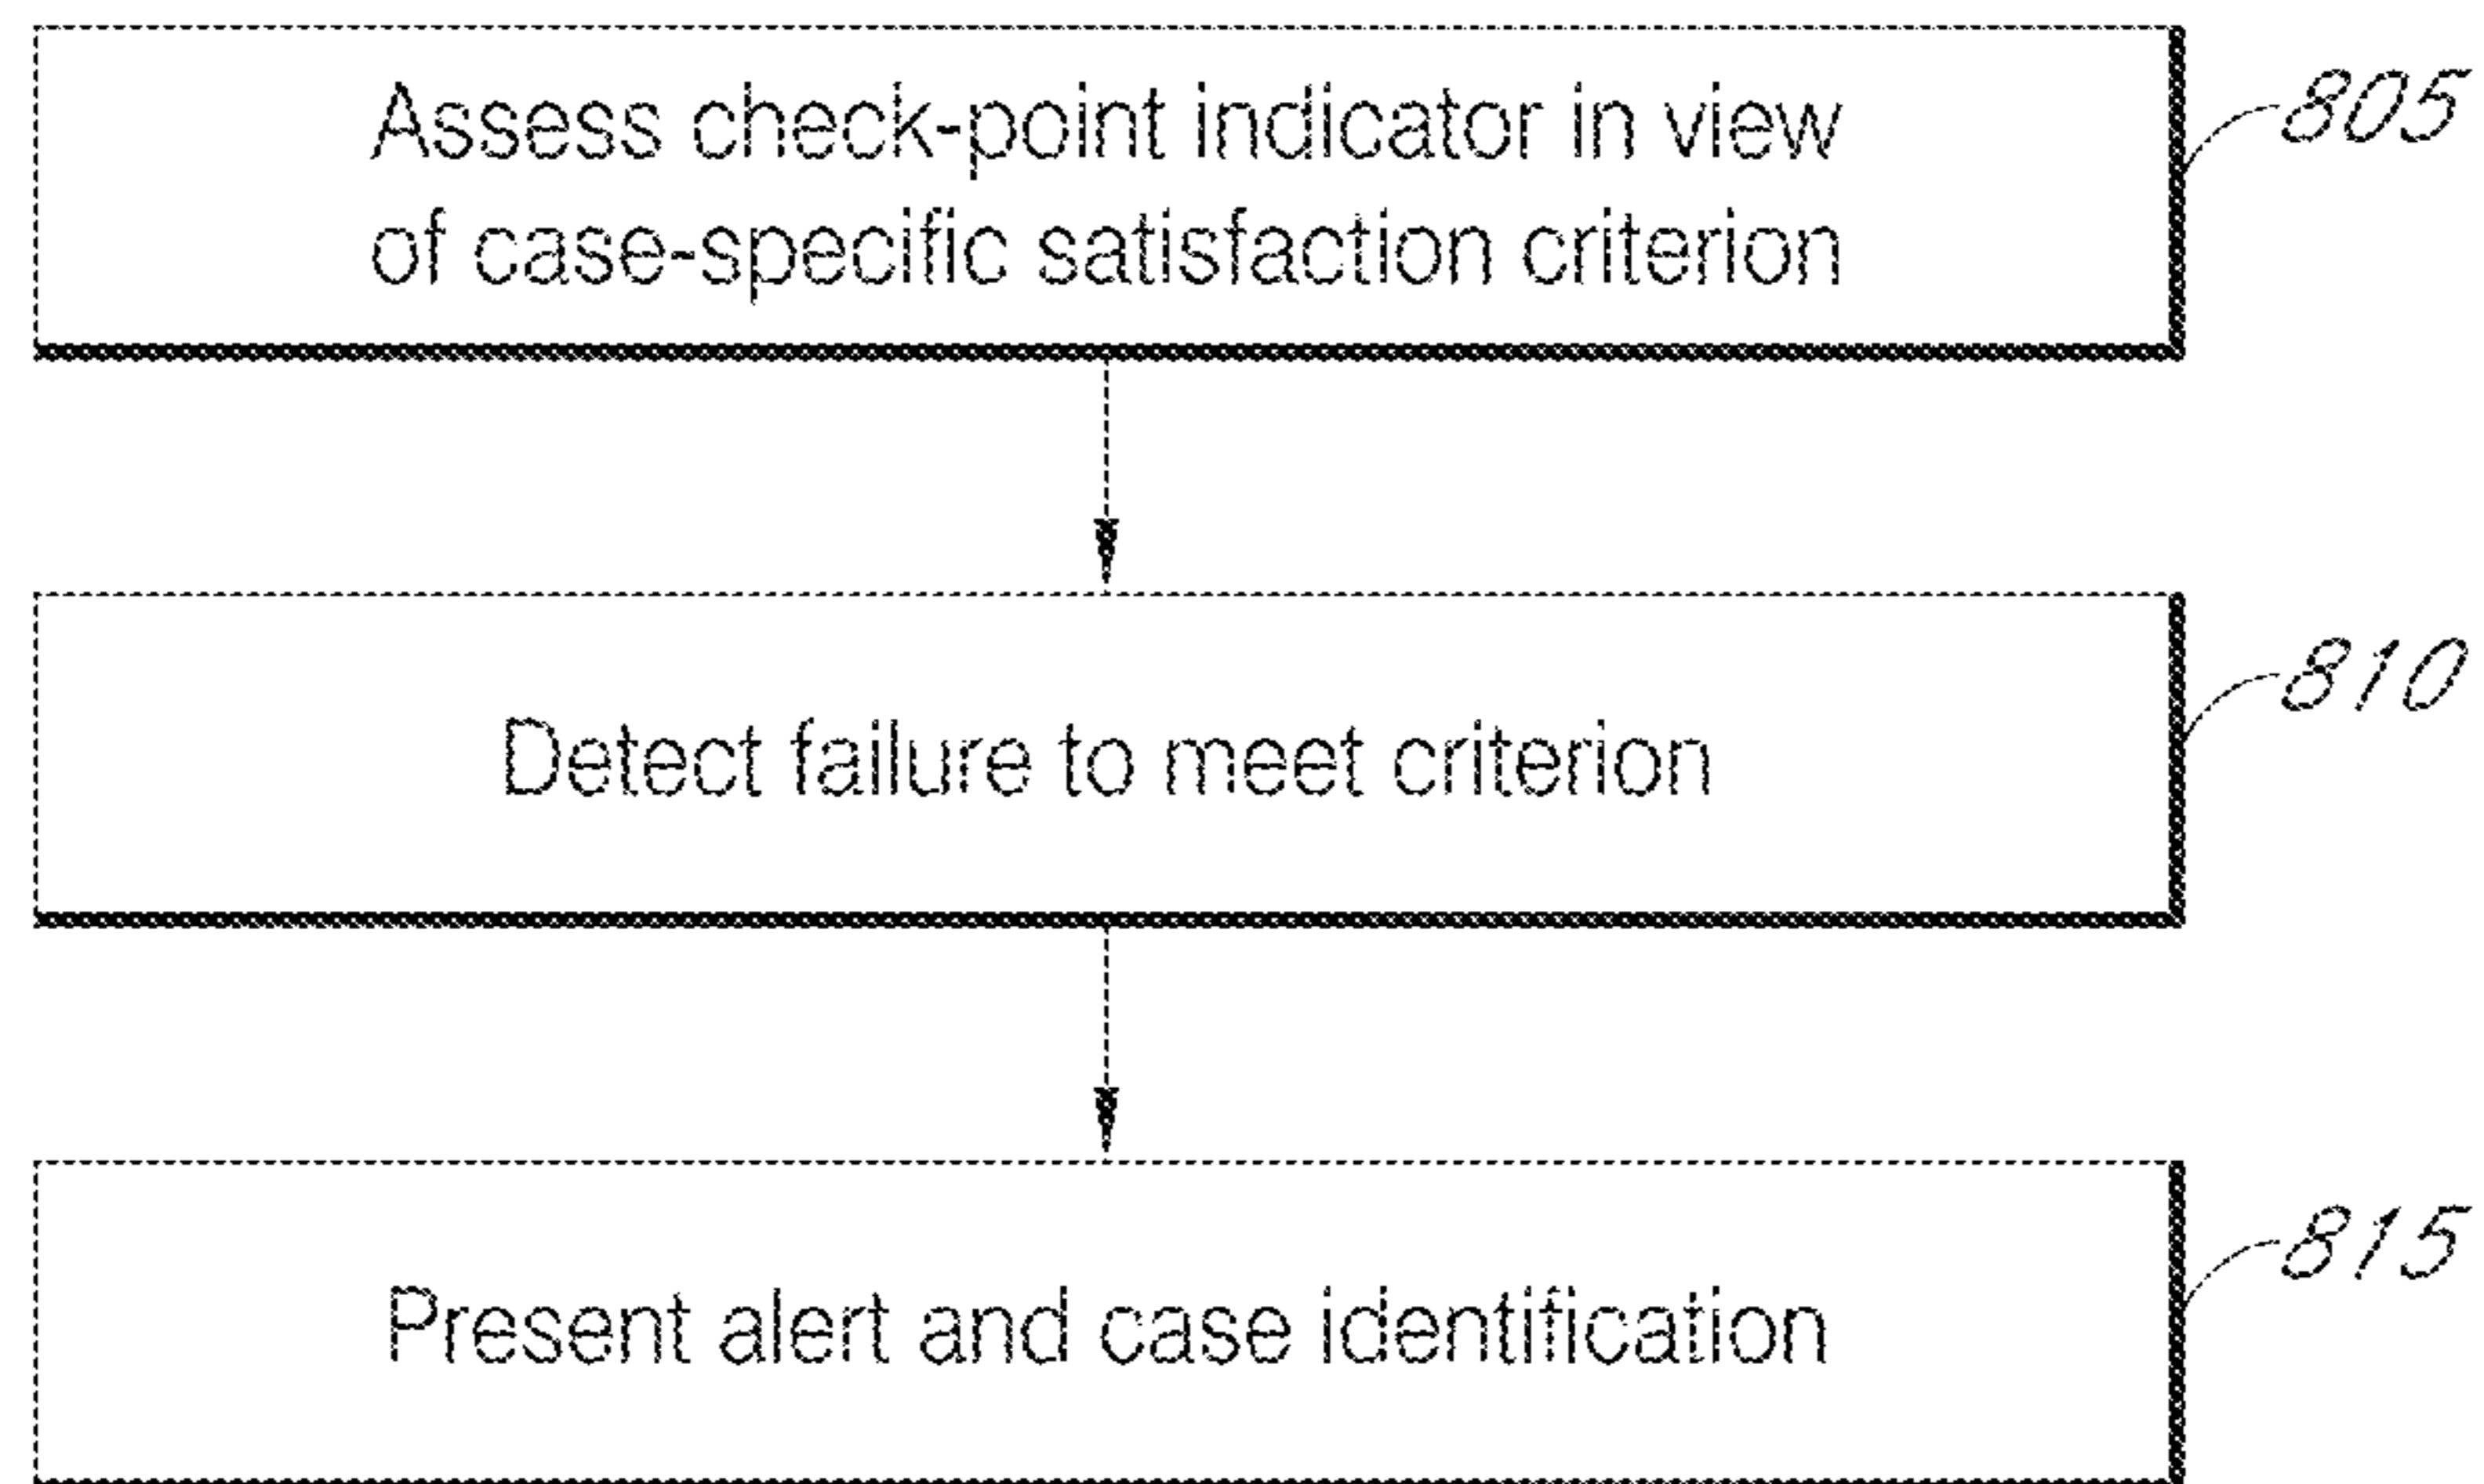 Assess check-point indicator in view
of case-specific satisfaction criterion
805
Detect failure to meet criterion
810
Present alert and case identification
815